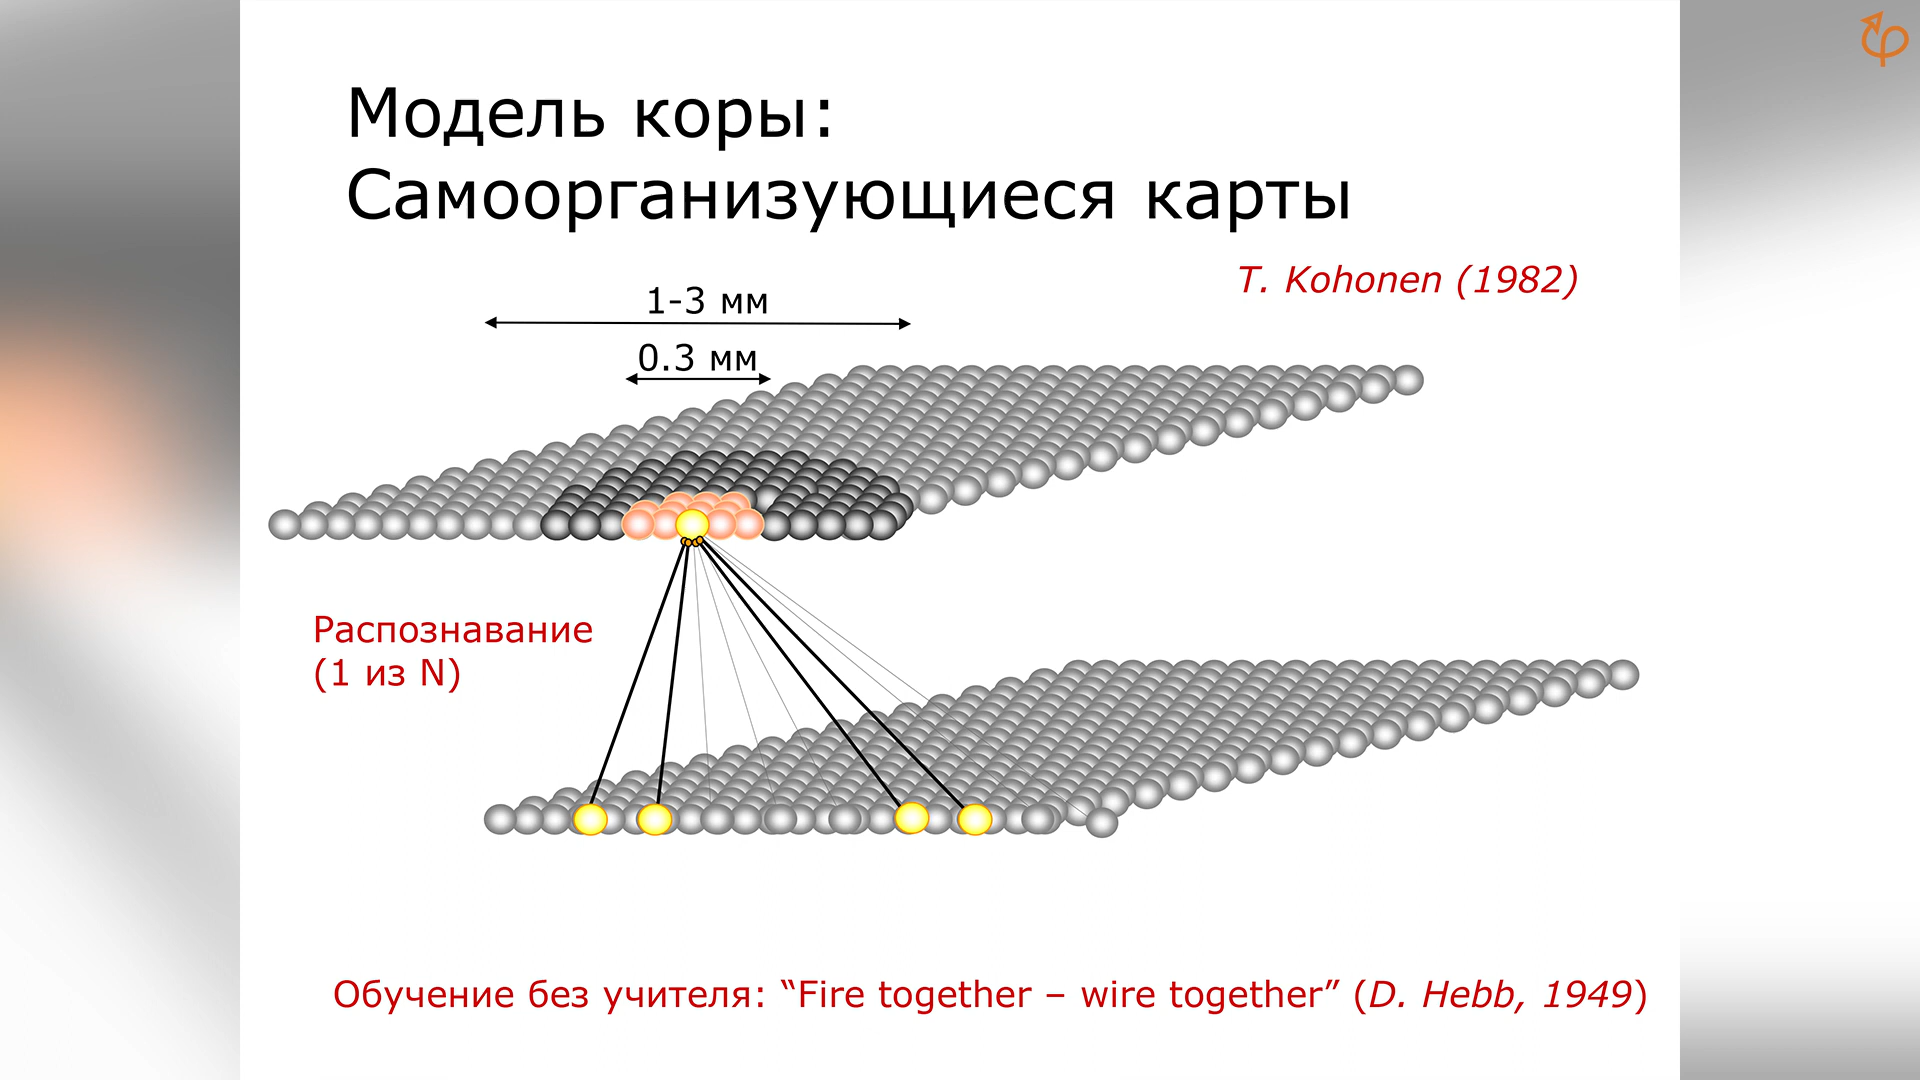 Модель коры:
Самоорганизующиеся карты
T. Kohonen (1982)
1-3 мм
0.3 мм
Распознавание
(1 из N)
Обучение без учителя: “Fire together – wire together” (D. Hebb, 1949)